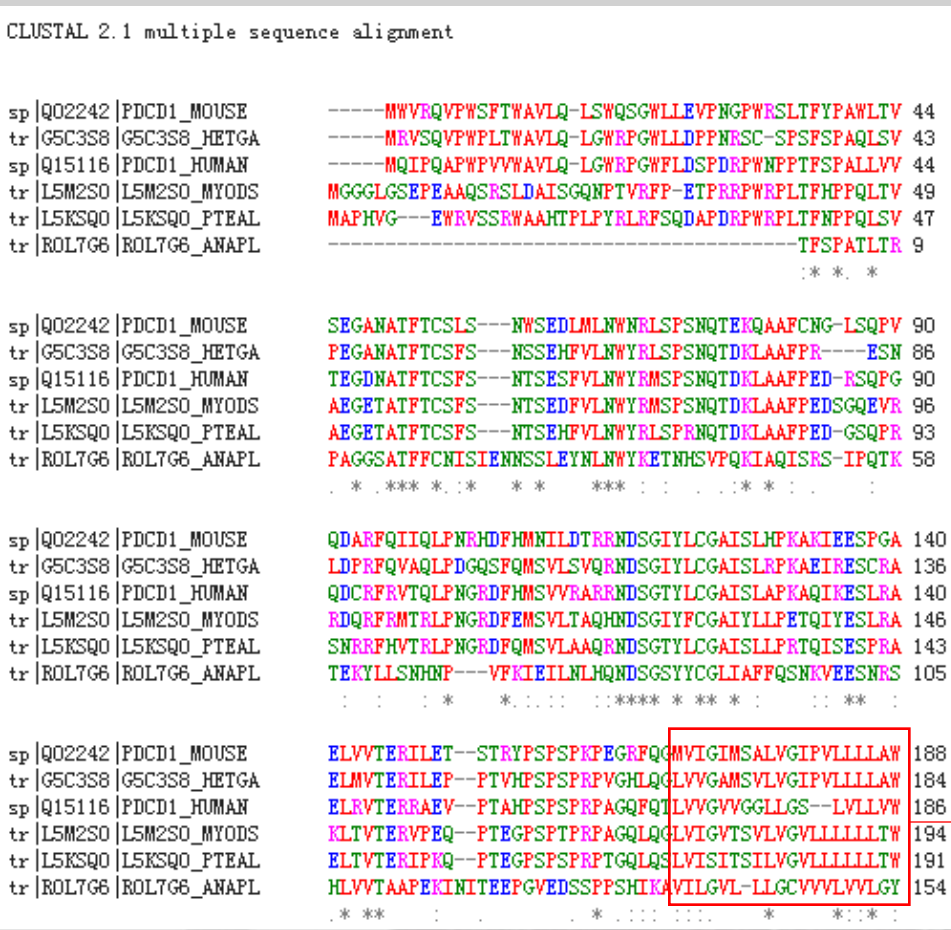 CLUSTAL 2.1 multiple sequence alignment
sp|Q02242|PDCD1_MOUSE -----MWVRQVPWSFTWAVLQ-LSWQSGWLLEVPNGPWRSLTFYPAWLTV 44
tr|G5C3S8|G5C3S8_HETGA -----MRVSQVPWPLTWAVLQ-LGWRPGWLLDPPNRSC-SPSFSPAQLSV 43
sp|Q15116|PDCD1_HUMAN -----MQIPQAPWPVVWAVLQ-LGWRPGWFLDSPDRPWNPPTFSPALLVV 44
tr|L5M2S0|L5M2S0_MYODS MGGGLGSEPEAAQSRSLDAISGQNPTVRFP-ETPRRPWRPLTFHPPQLTV 49
tr|L5KSQ0|L5KSQ0_PTEAL MAPHVG---EWRVSSRWAAHTPLPYRLRFSQDAPDRPWRPLTFNPPQLSV 47
tr|R0L7G6|R0L7G6_ANAPL -----------------------------------------TFSPATLTR 9
:* *. *
sp|Q02242|PDCD1_MOUSE SEGANATFTCSLS---NWSEDLMLNWNRLSPSNQTEKQAAFCNG-LSQPV 90
tr|G5C3S8|G5C3S8_HETGA PEGANATFTCSFS---NSSEHFVLNWYRLSPSNQTDKLAAFPR----ESN 86
sp|Q15116|PDCD1_HUMAN TEGDNATFTCSFS---NTSESFVLNWYRMSPSNQTDKLAAFPED-RSQPG 90
tr|L5M2S0|L5M2S0_MYODS AEGETATFTCSFS---NTSEDFVLNWYRMSPSNQTDKLAAFPEDSGQEVR 96
tr|L5KSQ0|L5KSQ0_PTEAL AEGETATFTCSFS---NTSEHFVLNWYRLSPRNQTDKLAAFPED-GSQPR 93
tr|R0L7G6|R0L7G6_ANAPL PAGGSATFFCNISIENNSSLEYNLNWYKETNHSVPQKIAQISRS-IPQTK 58
. * .*** *.:* * * *** : : . .:* * : . :
sp|Q02242|PDCD1_MOUSE QDARFQIIQLPNRHDFHMNILDTRRNDSGIYLCGAISLHPKAKIEESPGA 140
tr|G5C3S8|G5C3S8_HETGA LDPRFQVAQLPDGQSFQMSVLSVQRNDSGIYLCGAISLRPKAEIRESCRA 136
sp|Q15116|PDCD1_HUMAN QDCRFRVTQLPNGRDFHMSVVRARRNDSGTYLCGAISLAPKAQIKESLRA 140
tr|L5M2S0|L5M2S0_MYODS RDQRFRMTRLPNGRDFEMSVLTAQHNDSGIYFCGAIYLLPETQIYESLRA 146
tr|L5KSQ0|L5KSQ0_PTEAL SNRRFHVTRLPNGRDFQMSVLAAQRNDSGTYLCGAISLLPRTQISESPRA 143
tr|R0L7G6|R0L7G6_ANAPL TEKYLLSNHNP---VFKIEILNLHQNDSGSYYCGLIAFFQSNKVEESNRS 105
: : : * *.:.:: ::**** * ** * : :: ** :
sp|Q02242|PDCD1_MOUSE ELVVTERILET--STRYPSPSPKPEGRFQGMVIGIMSALVGIPVLLLLAW 188
tr|G5C3S8|G5C3S8_HETGA ELMVTERILEP--PTVHPSPSPRPVGHLQGLVVGAMSVLVGIPVLLLLAW 184
sp|Q15116|PDCD1_HUMAN ELRVTERRAEV--PTAHPSPSPRPAGQFQTLVVGVVGGLLGS--LVLLVW 186
tr|L5M2S0|L5M2S0_MYODS KLTVTERVPEQ--PTEGPSPTPRPAGQLQGLVIGVTSVLVGVLLLLLLTW 194
tr|L5KSQ0|L5KSQ0_PTEAL ELTVTERIPKQ--PTEGPSPSPRPTGQLQSLVISITSILVGVLLLLLLTW 191
tr|R0L7G6|R0L7G6_ANAPL HLVVTAAPEKINITEEPGVEDSSPPSHIKAVILGVL-LLGCVVVLVVLGY 154
.* ** : . . * .::: :::. * *::* :